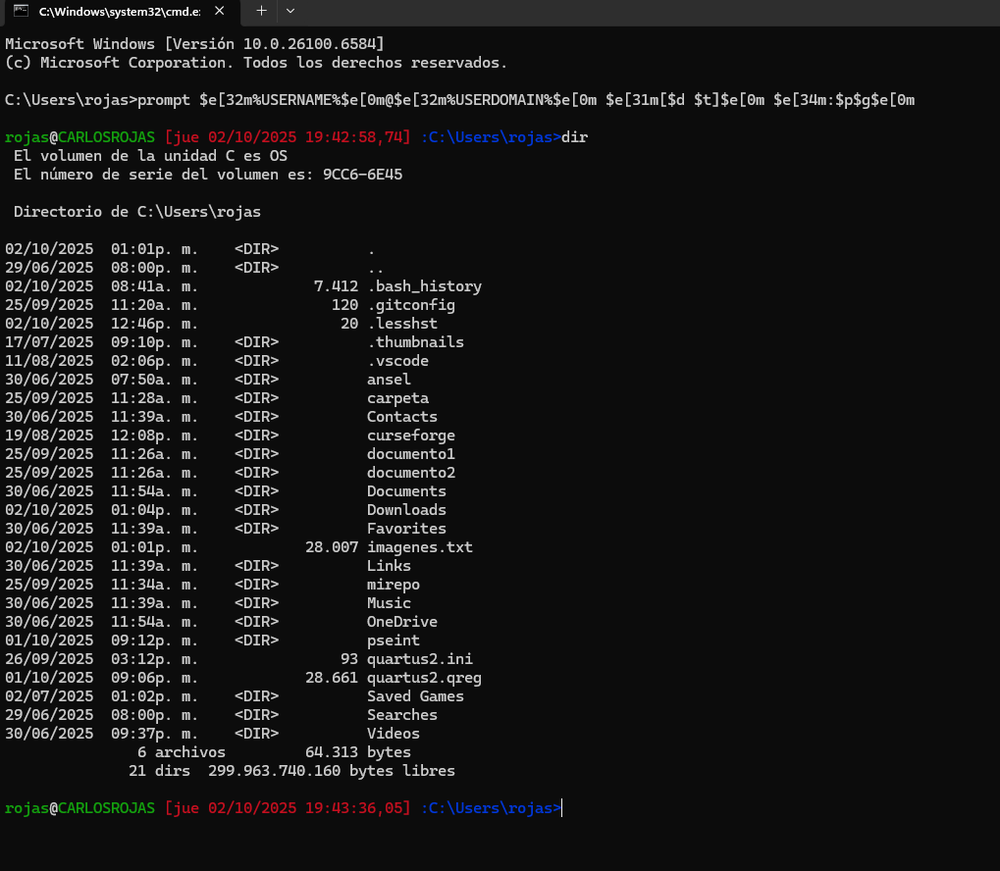 C:\Windows\system32\cmd.e:
Microsoft Windows [Versión 10.0.26100.6584]
(c) Microsoft Corporation. Todos los derechos reservados.
C:\Users\rojas>prompt $e[32m%USERNAME%$e[0m@$e[32m%USERDOMAIN%$e[0m $e[31m[$d $t]$e[0m $e[34m:$p$g$e[0m
rojas@CARLOSROJAS [jue 02/10/2025 19:42:58,74] :C:\Users\rojas>dir
 El volumen de la unidad C es OS
 El número de serie del volumen es: 9CC6-6E45
 Directorio de C:\Users\rojas
02/10/2025  01:01p. m.    <DIR>          .
29/06/2025  08:00p. m.    <DIR>          ..
02/10/2025  08:41a. m.             7.412 .bash_history
25/09/2025  11:20a. m.               120 .gitconfig
02/10/2025  12:46p. m.                20 .lesshst
17/07/2025  09:10p. m.    <DIR>          .thumbnails
11/08/2025  02:06p. m.    <DIR>          .vscode
30/06/2025  07:50a. m.    <DIR>          ansel
25/09/2025  11:28a. m.    <DIR>          carpeta
30/06/2025  11:39a. m.    <DIR>          Contacts
19/08/2025  12:08p. m.    <DIR>          curseforge
25/09/2025  11:26a. m.    <DIR>          documento1
25/09/2025  11:26a. m.    <DIR>          documento2
30/06/2025  11:54a. m.    <DIR>          Documents
02/10/2025  01:04p. m.    <DIR>          Downloads
30/06/2025  11:39a. m.    <DIR>          Favorites
02/10/2025  01:01p. m.            28.007 imagenes.txt
30/06/2025  11:39a. m.    <DIR>          Links
25/09/2025  11:34a. m.    <DIR>          mirepo
30/06/2025  11:39a. m.    <DIR>          Music
30/06/2025  11:54a. m.    <DIR>          OneDrive
01/10/2025  09:12p. m.    <DIR>          pseint
26/09/2025  03:12p. m.                93 quartus2.ini
01/10/2025  09:06p. m.            28.661 quartus2.qreg
02/07/2025  01:02p. m.    <DIR>          Saved Games
29/06/2025  08:00p. m.    <DIR>          Searches
30/06/2025  09:37p. m.    <DIR>          Videos
               6 archivos         64.313 bytes
              21 dirs  299.963.740.160 bytes libres
rojas@CARLOSROJAS [jue 02/10/2025 19:43:36,05] :C:\Users\rojas>